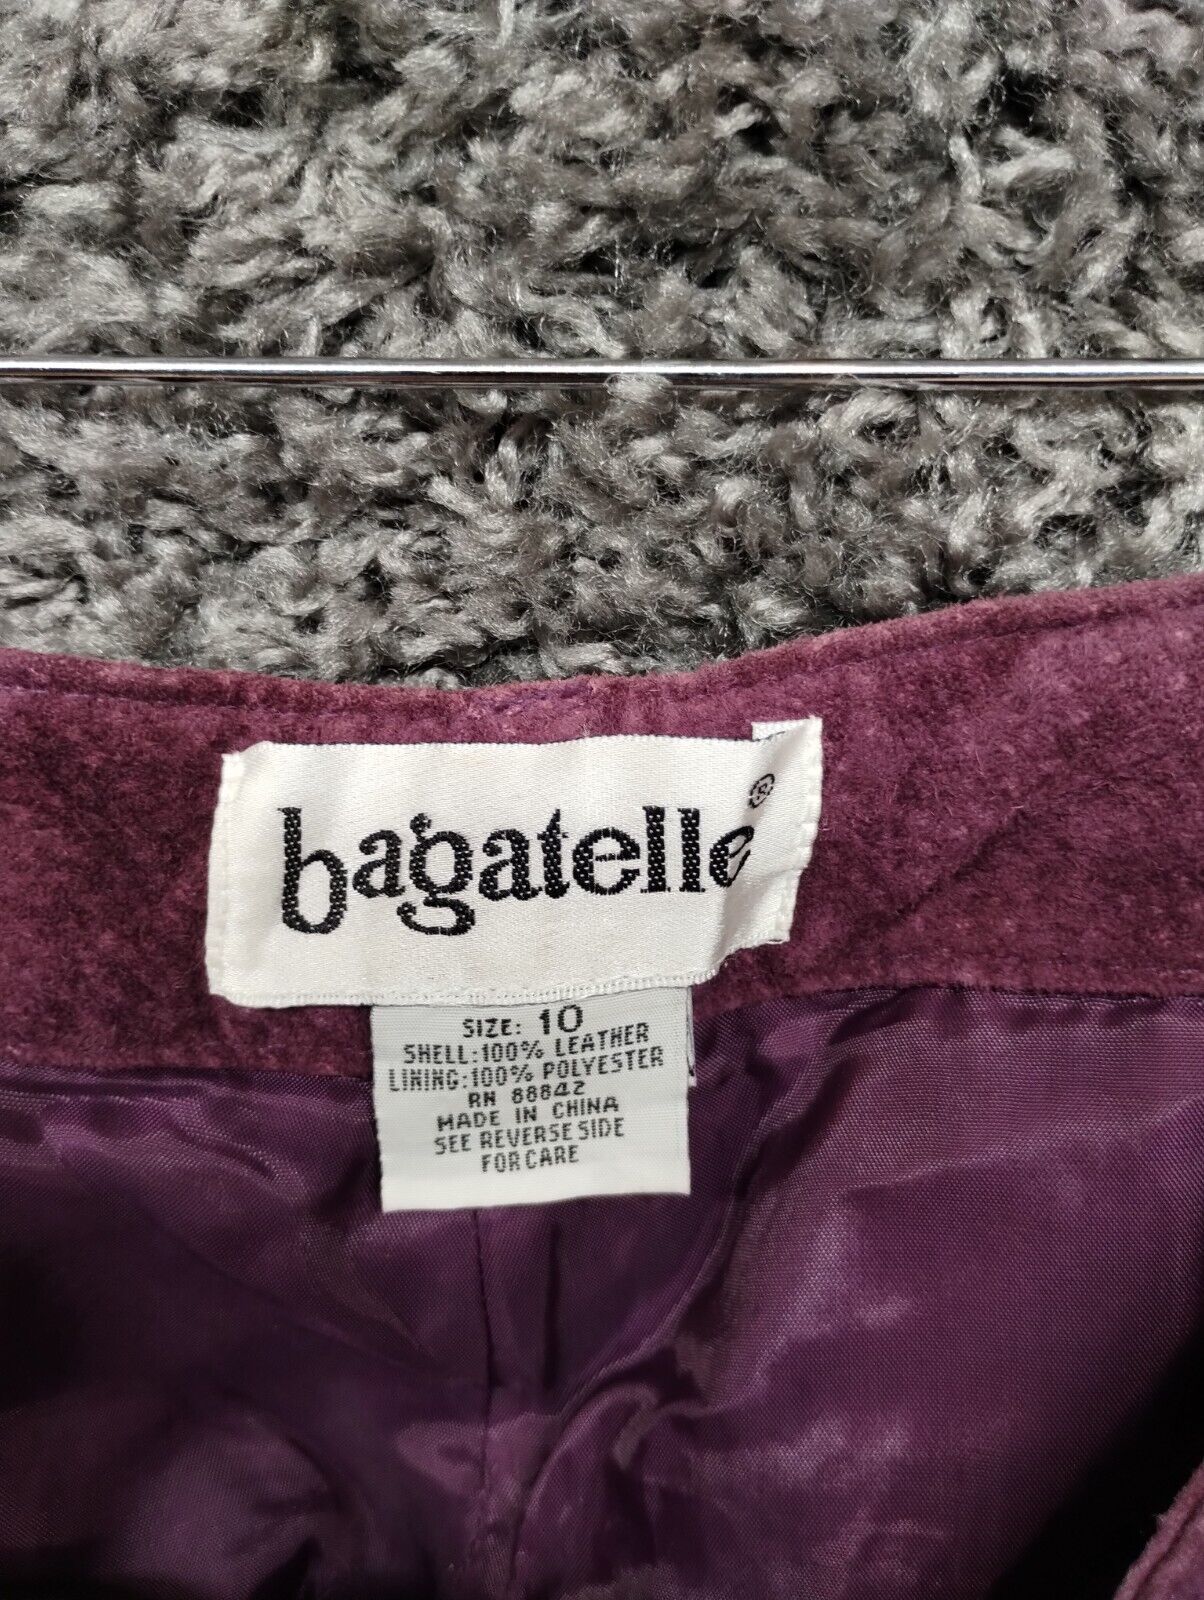 bagatelle®
SIZE: 10
SHELL:100% LEATHER
LINING:100% POLYESTER
RN 88842
MADE IN CHINA
SEE REVERSE SIDE
FOR CARE